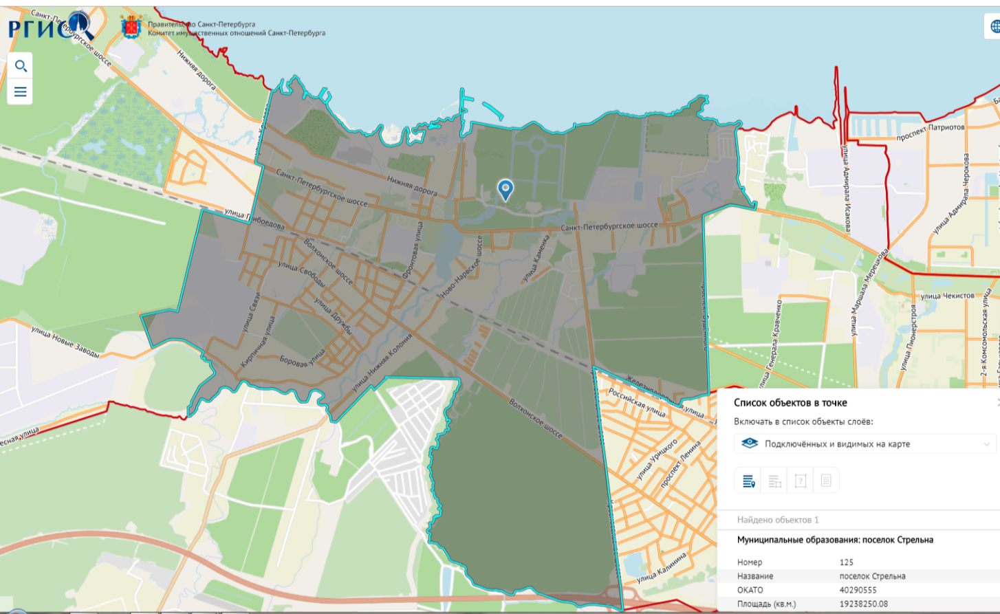 РГИС
Правительство Санкт-Петербурга
Комитет имущественных отношений Санкт-Петербурга
Санкт-Петербургское шоссе
Нижняя дорога
Санкт-Петербургское шоссе
Нижняя дорога
улица Грибоедова
Волхонское шоссе
улица Свободы
Фронтовая улица
Ново-Нарвское шоссе
улица Каменка
Санкт-Петербургское шоссе
улица Связи
улица Дружбы
Кирпичная улица
Боровая улица
улица Нижняя Колония
улица Новые Заводы
Волхонское шоссе
Железнодорожная улица
Российская улица
улица Урицкого
проспект Ленина
улица Калинина
проспект Патриотов
улица Адмирала Исакова
улица Адмирала Черокова
улица Маршала Мерецкова
улица Чекистов
улица Генерала Кравченко
улица Пионерстроя
2-я Комсомольская улица
Список объектов в точке
Включать в список объекты слоёв:
Подключённых и видимых на карте
Найдено объектов 1
Муниципальные образования: поселок Стрельна
Номер 125
Название поселок Стрельна
ОКАТО 40290555
Площадь (кв.м.) 19238250.08